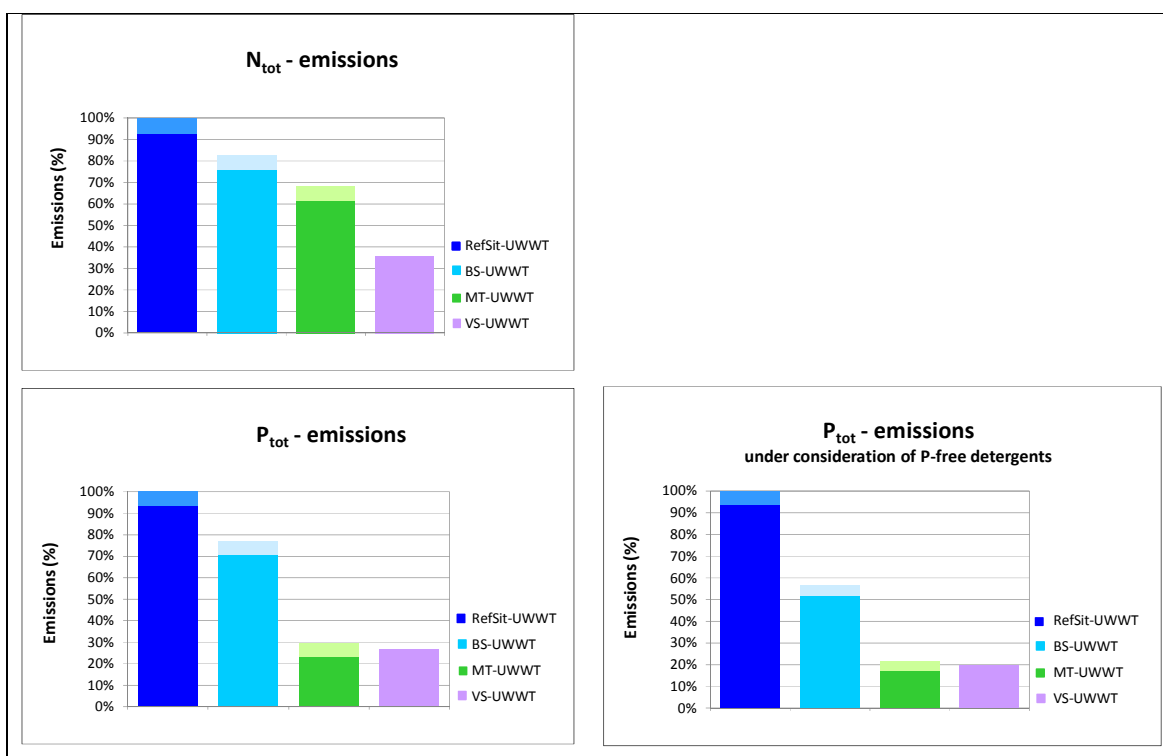 N_tot - emissions
Emissions (%)
100%
90%
80%
70%
60%
50%
40%
30%
20%
10%
0%
RefSit-UWWT
BS-UWWT
MT-UWWT
VS-UWWT
P_tot - emissions
Emissions (%)
100%
90%
80%
70%
60%
50%
40%
30%
20%
10%
0%
RefSit-UWWT
BS-UWWT
MT-UWWT
VS-UWWT
P_tot - emissions
under consideration of P-free detergents
Emissions (%)
100%
90%
80%
70%
60%
50%
40%
30%
20%
10%
0%
RefSit-UWWT
BS-UWWT
MT-UWWT
VS-UWWT